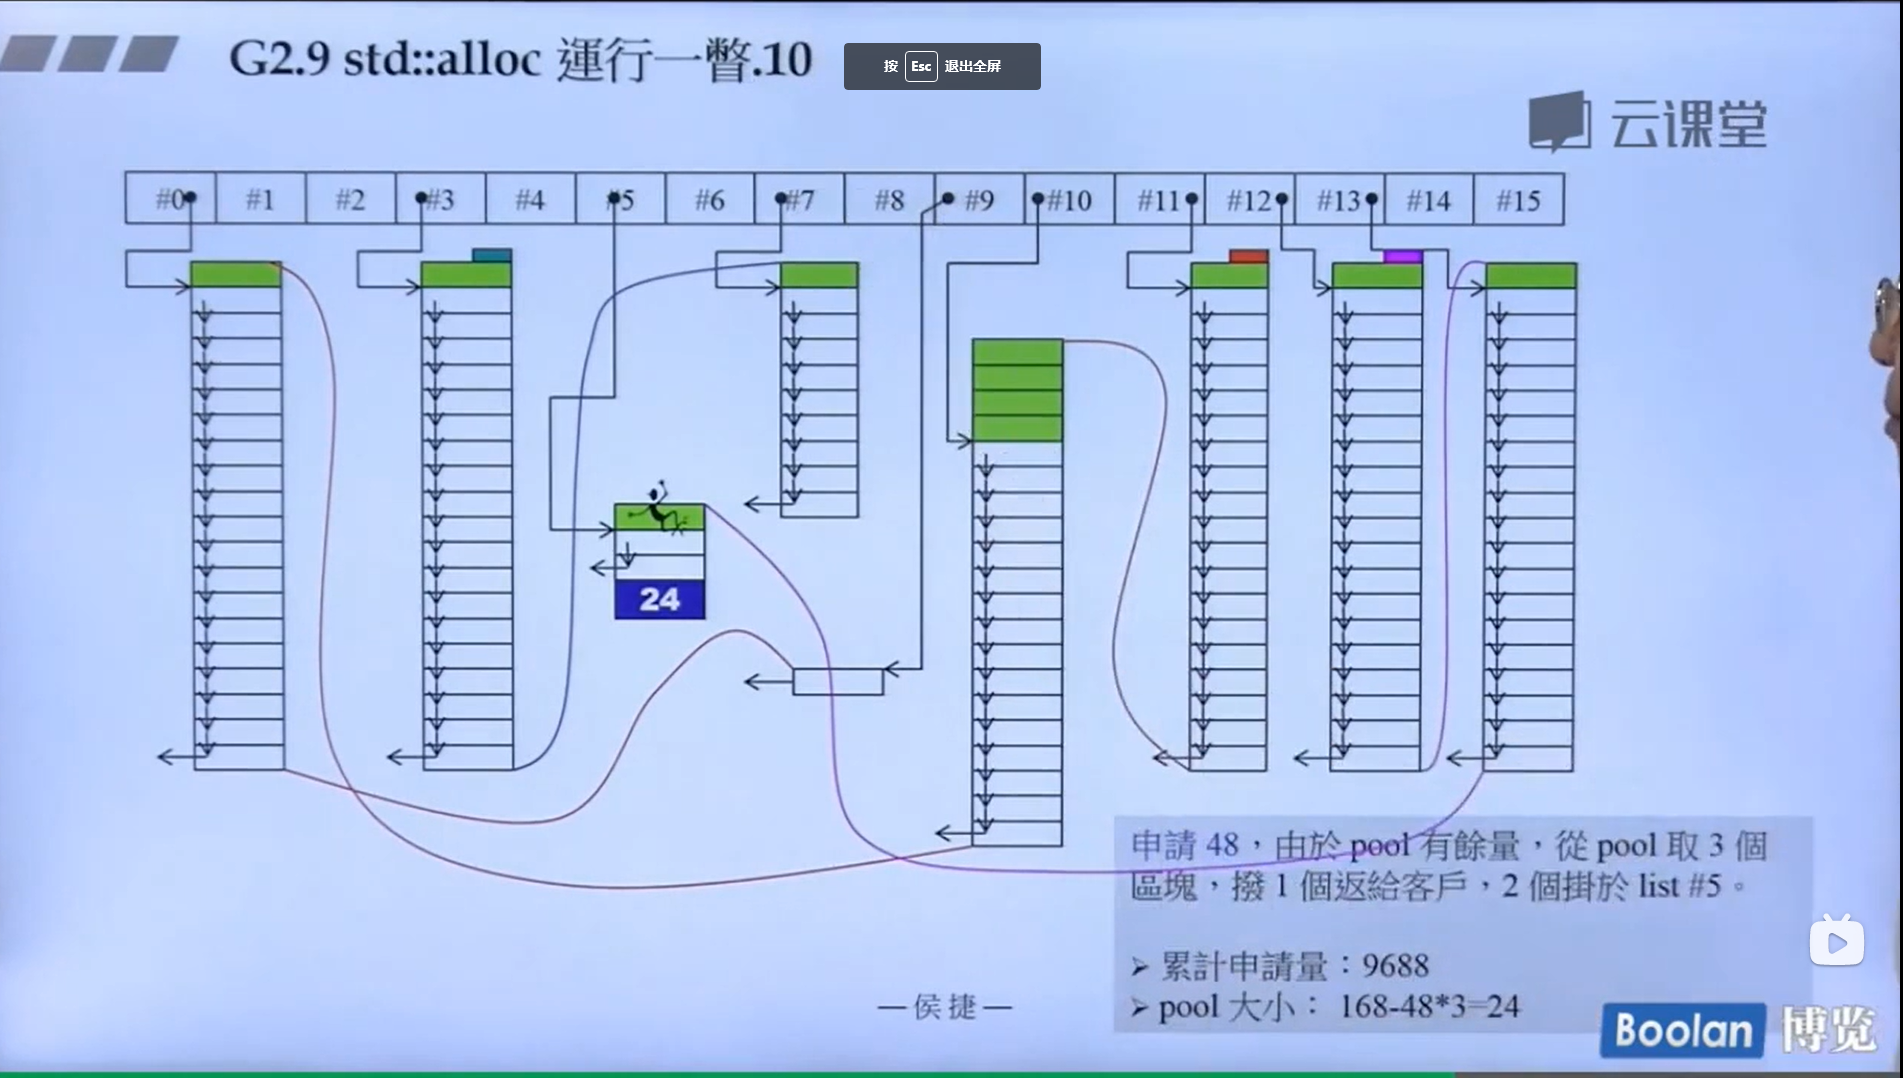 G2.9 std::alloc 運行一瞥.10
按 Esc 退出全屏
云课堂
#0 #1 #2 #3 #4 #5 #6 #7 #8 #9 #10 #11 #12 #13 #14 #15
24
申請 48，由於 pool 有餘量，從 pool 取 3 個
區塊，撥 1 個返給客戶，2 個掛於 list #5。
➢ 累計申請量：9688
➢ pool 大小： 168-48*3=24
—侯捷—
Boolan 博览